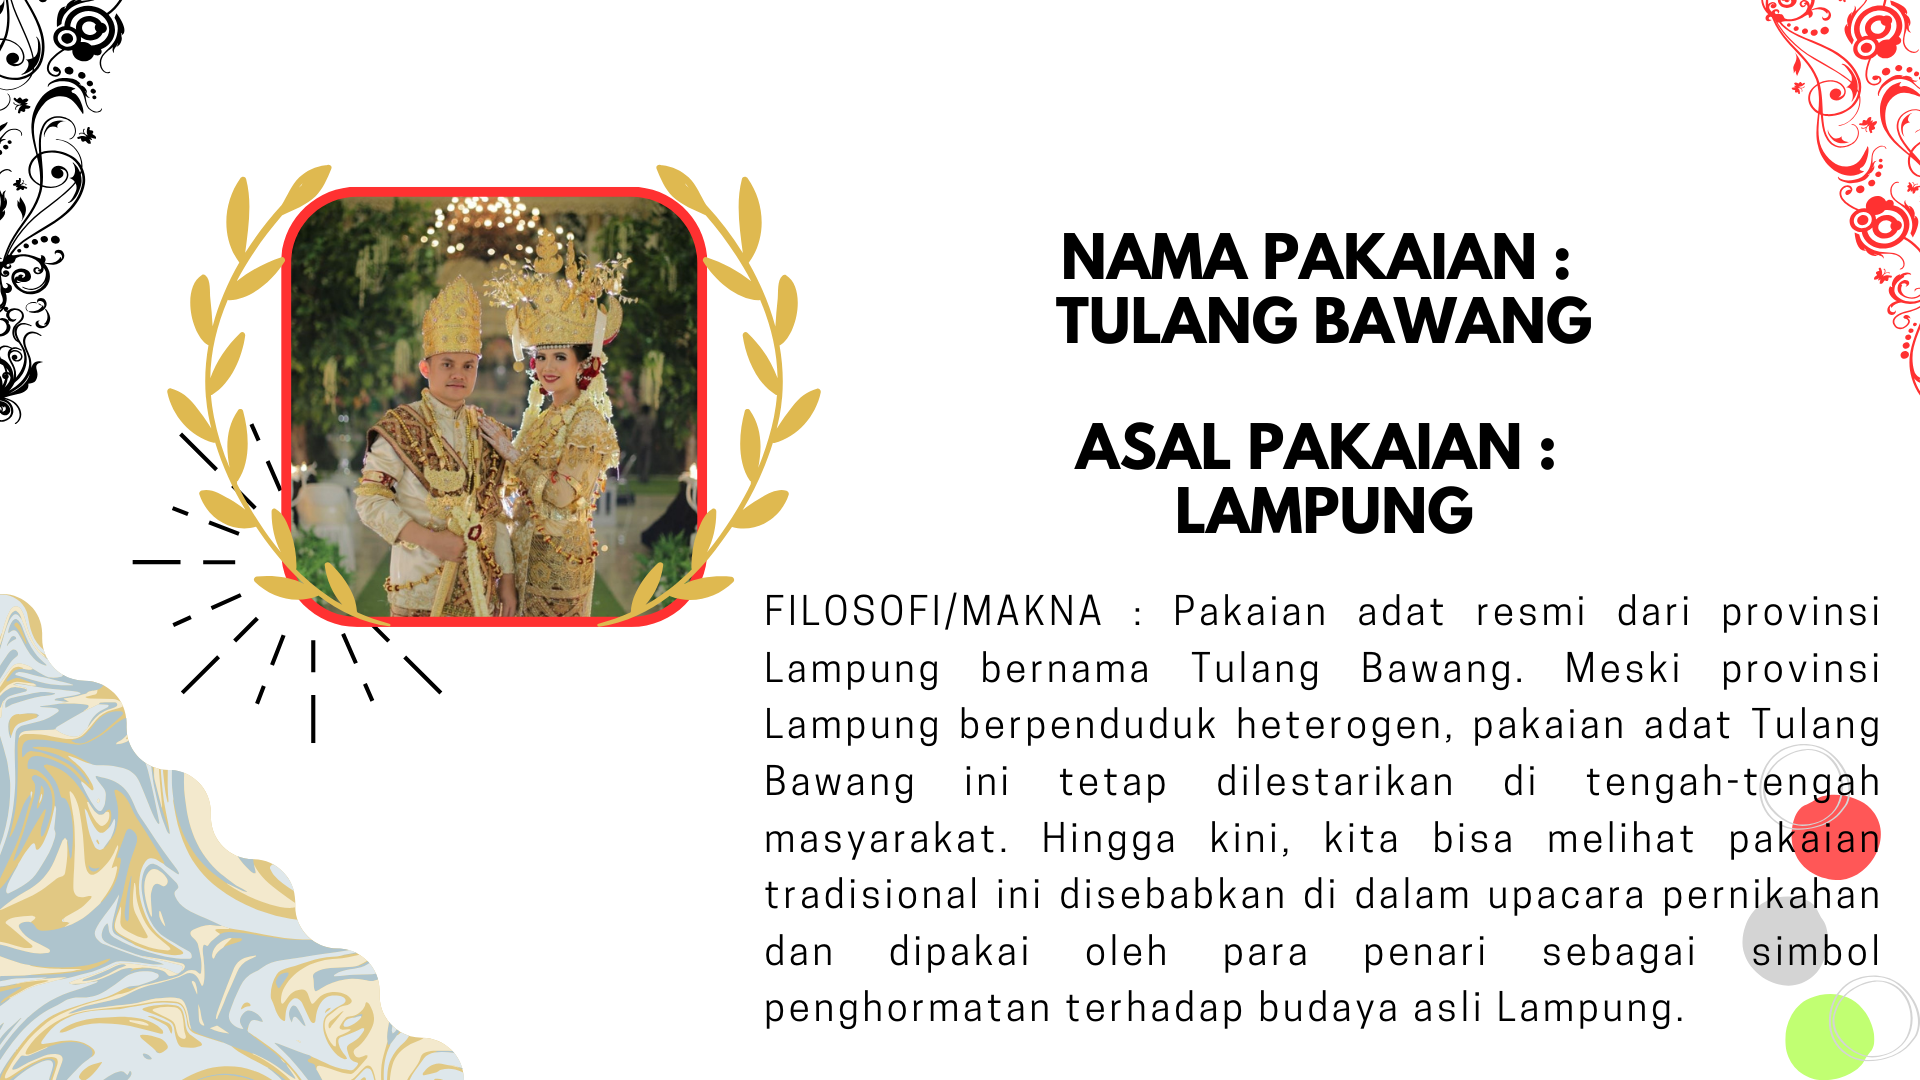 NAMA PAKAIAN :
TULANG BAWANG
ASAL PAKAIAN :
LAMPUNG
FILOSOFI/MAKNA : Pakaian adat resmi dari provinsi
Lampung bernama Tulang Bawang. Meski provinsi
Lampung berpenduduk heterogen, pakaian adat Tulang
Bawang ini tetap dilestarikan di tengah-tengah
masyarakat. Hingga kini, kita bisa melihat pakaian
tradisional ini disebabkan di dalam upacara pernikahan
dan dipakai oleh para penari sebagai simbol
penghormatan terhadap budaya asli Lampung.